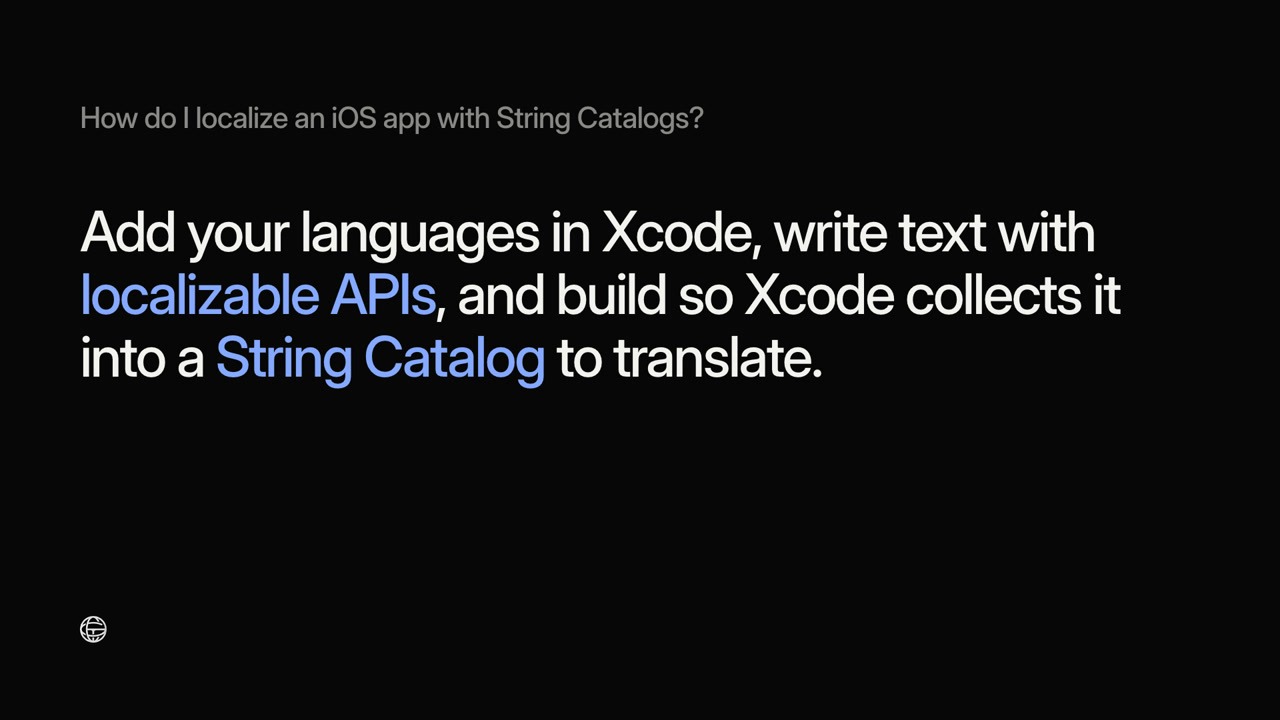 How do I localize an iOS app with String Catalogs?
Add your languages in Xcode, write text with
localizable APIs, and build so Xcode collects it
into a String Catalog to translate.